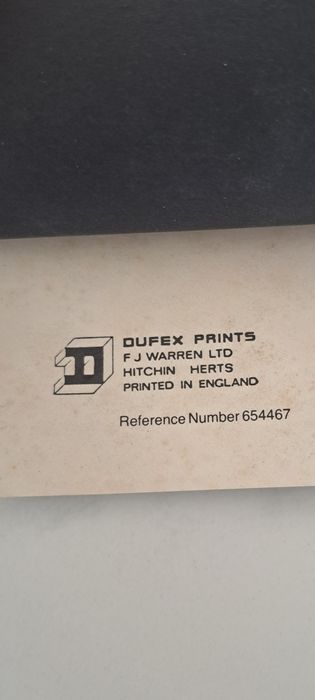 D
DUFEX PRINTS
F J WARREN LTD
HITCHIN HERTS
PRINTED IN ENGLAND
Reference Number 654467